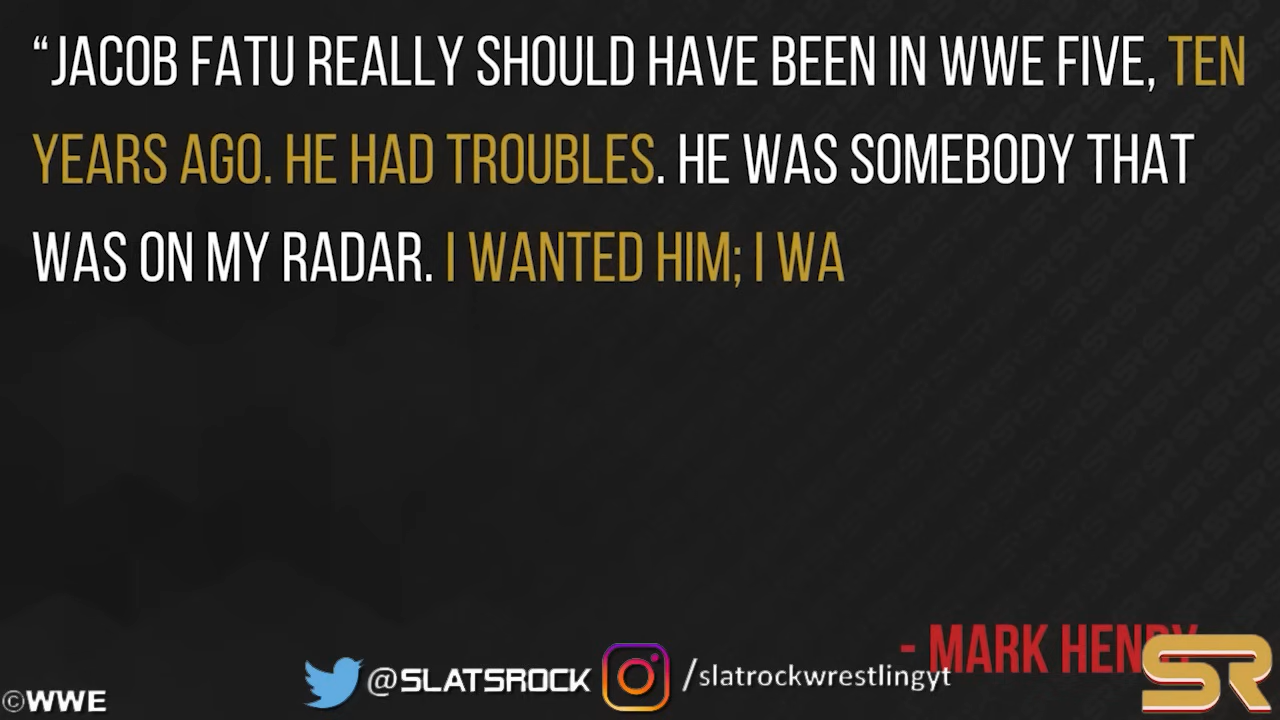 “JACOB FATU REALLY SHOULD HAVE BEEN IN WWE FIVE, TEN
YEARS AGO. HE HAD TROUBLES. HE WAS SOMEBODY THAT
WAS ON MY RADAR. I WANTED HIM; I WA
- MARK HENRY
@SLATSROCK
/slatrockwrestlingyt
SR
©WWE